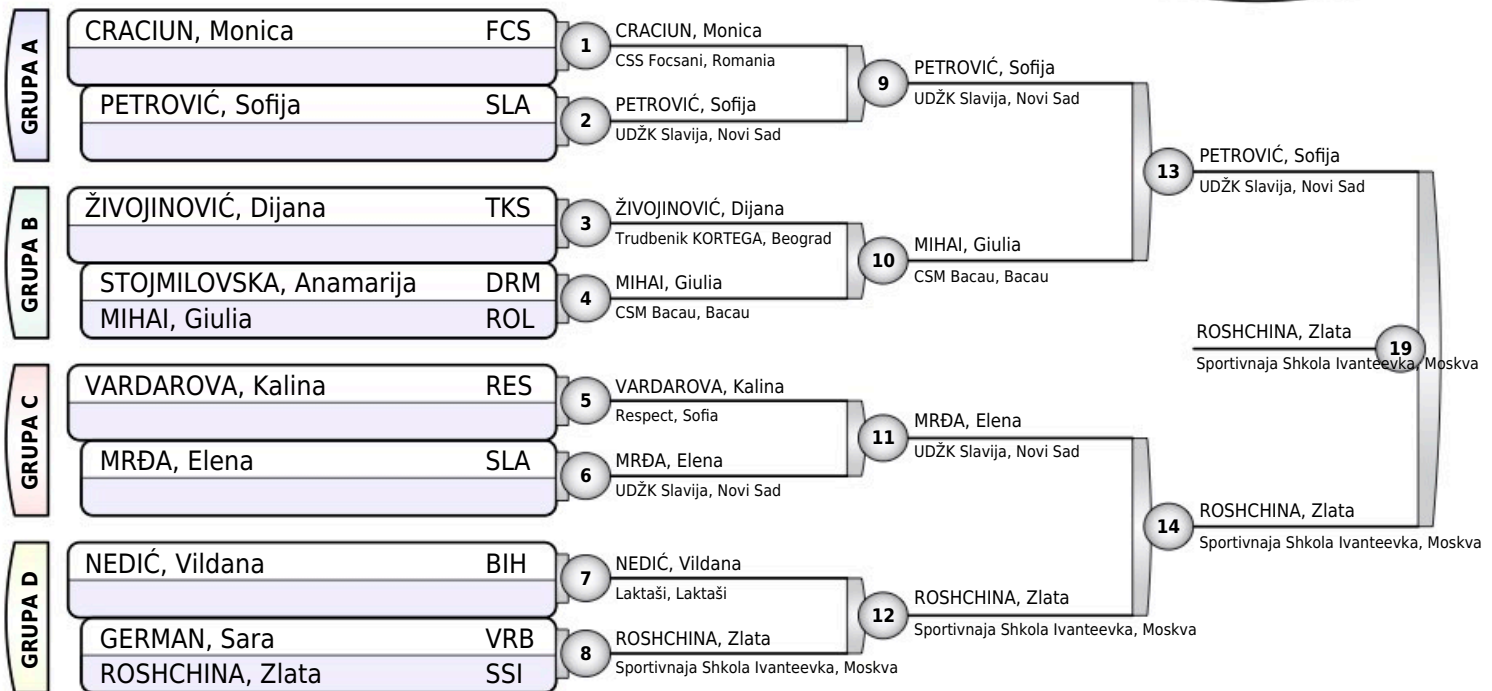 GRUPA A
CRACIUN, Monica FCS
PETROVIĆ, Sofija SLA
GRUPA B
ŽIVOJINOVIĆ, Dijana TKS
STOJMILOVSKA, Anamarija DRM
MIHAI, Giulia ROL
GRUPA C
VARDAROVA, Kalina RES
MRĐA, Elena SLA
GRUPA D
NEDIĆ, Vildana BIH
GERMAN, Sara VRB
ROSHCHINA, Zlata SSI
1
CRACIUN, Monica
CSS Focsani, Romania
2
PETROVIĆ, Sofija
UDŽK Slavija, Novi Sad
3
ŽIVOJINOVIĆ, Dijana
Trudbenik KORTEGA, Beograd
4
MIHAI, Giulia
CSM Bacau, Bacau
5
VARDAROVA, Kalina
Respect, Sofia
6
MRĐA, Elena
UDŽK Slavija, Novi Sad
7
NEDIĆ, Vildana
Laktaši, Laktaši
8
ROSHCHINA, Zlata
Sportivnaja Shkola Ivanteevka, Moskva
9
PETROVIĆ, Sofija
UDŽK Slavija, Novi Sad
10
MIHAI, Giulia
CSM Bacau, Bacau
11
MRĐA, Elena
UDŽK Slavija, Novi Sad
12
ROSHCHINA, Zlata
Sportivnaja Shkola Ivanteevka, Moskva
13
PETROVIĆ, Sofija
UDŽK Slavija, Novi Sad
14
ROSHCHINA, Zlata
Sportivnaja Shkola Ivanteevka, Moskva
19
ROSHCHINA, Zlata
Sportivnaja Shkola Ivanteevka, Moskva